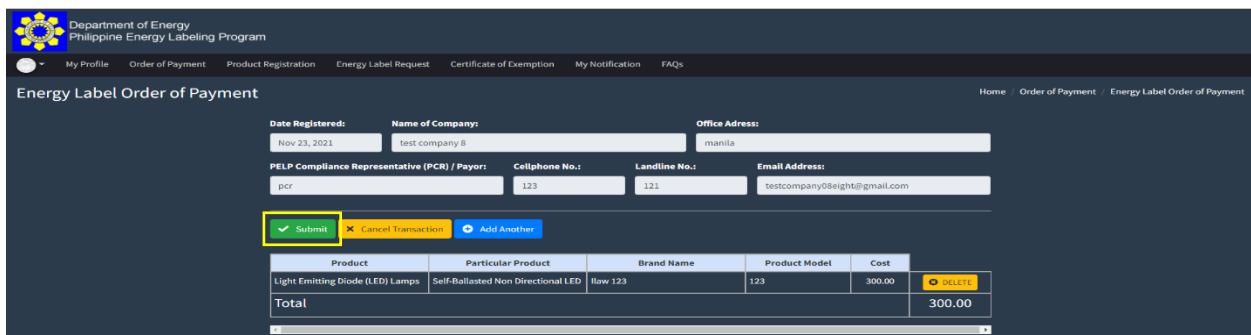 Department of Energy
Philippine Energy Labeling Program
My Profile Order of Payment Product Registration Energy Label Request Certificate of Exemption My Notification FAQs
Energy Label Order of Payment
Home / Order of Payment / Energy Label Order of Payment
Date Registered: Name of Company: Office Adress:
Nov 23, 2021 test company 8 manila
PELP Compliance Representative (PCR) / Payor: Cellphone No.: Landline No.: Email Address:
pcr 123 121 testcompany08eight@gmail.com
Submit Cancel Transaction Add Another
Product Particular Product Brand Name Product Model Cost
Light Emitting Diode (LED) Lamps Self-Ballasted Non Directional LED Ilaw 123 123 300.00 DELETE
Total 300.00